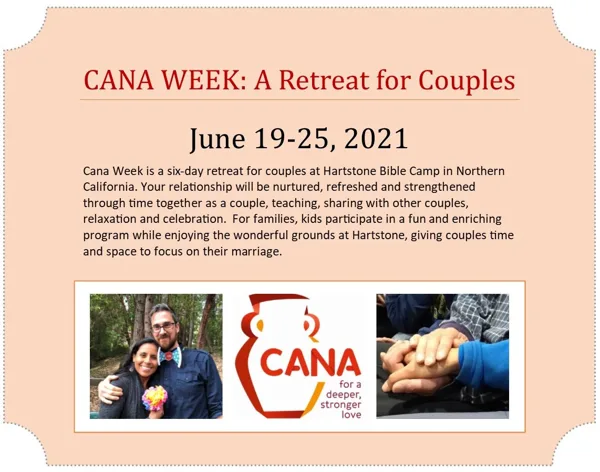 CANA WEEK: A Retreat for Couples
June 19-25, 2021
Cana Week is a six-day retreat for couples at Hartstone Bible Camp in Northern
California. Your relationship will be nurtured, refreshed and strengthened
through time together as a couple, teaching, sharing with other couples,
relaxation and celebration.  For families, kids participate in a fun and enriching
program while enjoying the wonderful grounds at Hartstone, giving couples time
and space to focus on their marriage.
CANA
for a
deeper,
stronger
love